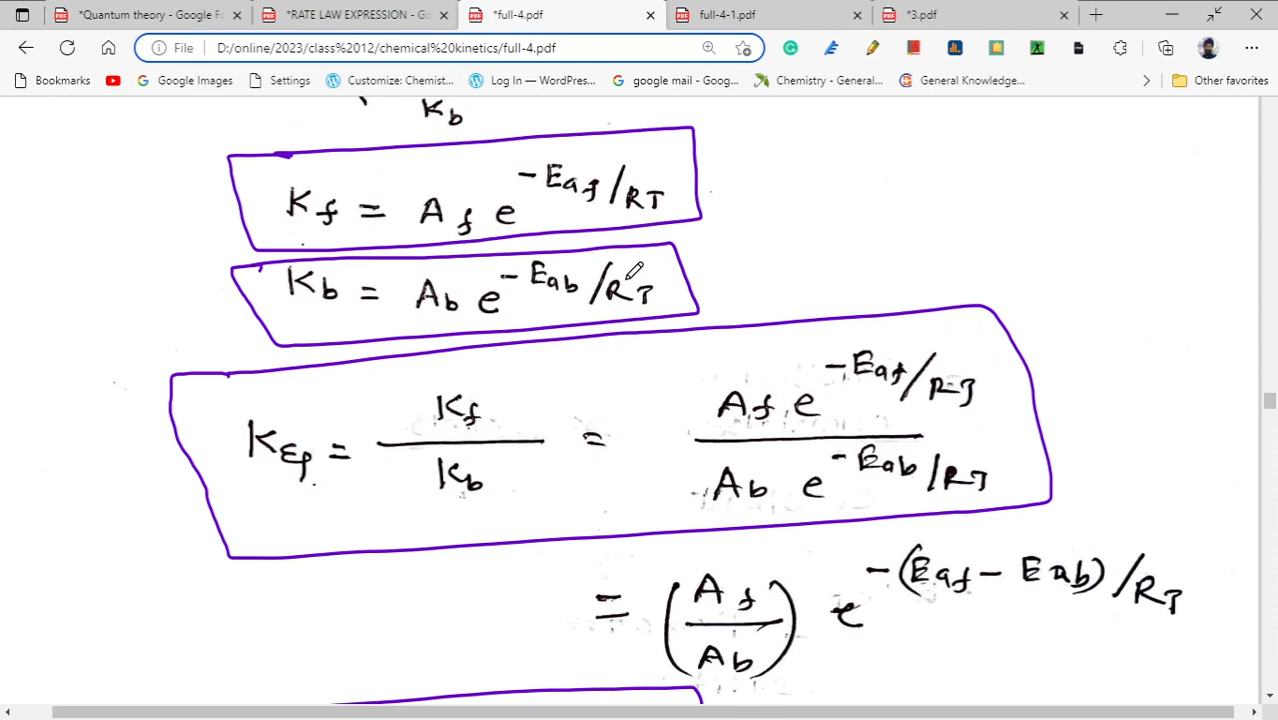 *Quantum theory - Google F
*RATE LAW EXPRESSION - Go
*full-4.pdf
full-4-1.pdf
*3.pdf
File D:/online/2023/class%2012/chemical%20kinetics/full-4.pdf
Bookmarks
Google Images
Settings
Customize: Chemist...
Log In — WordPress...
google mail - Goog...
Chemistry - General...
General Knowledge...
Other favorites
Kb
Kf = Af e^-Eaf/RT
Kb = Ab e^-Eab/RT
KEq = Kf/Kb = Af e^-Eaf/RT / Ab e^-Eab/RT
= (Af/Ab) e^-(Eaf - Eab)/RT